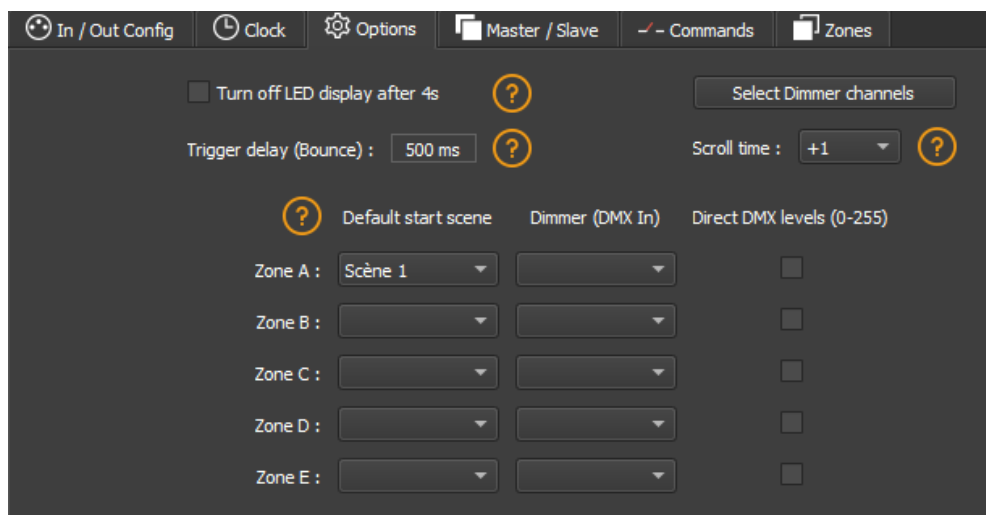 In / Out Config Clock Options Master / Slave Commands Zones
Turn off LED display after 4s ? Select Dimmer channels
Trigger delay (Bounce) : 500 ms ? Scroll time : +1 ?
? Default start scene Dimmer (DMX In) Direct DMX levels (0-255)
Zone A : Scène 1
Zone B :
Zone C :
Zone D :
Zone E :